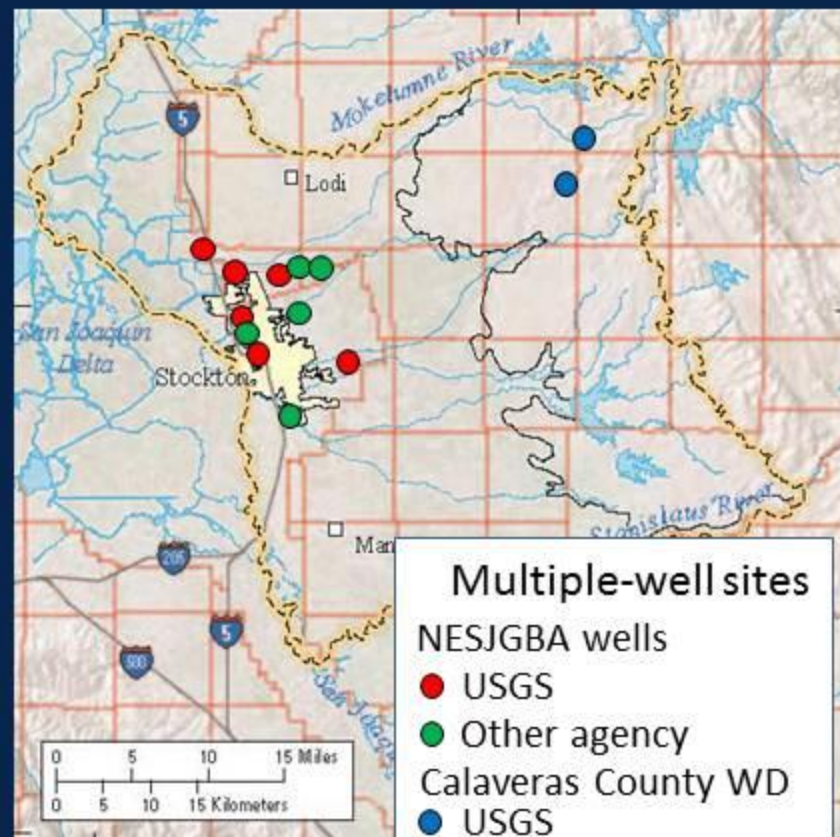 Mokelumne River
5
Lodi
San Joaquin
Delta
Stockton
Stanislaus River
Man
205
5
580
San Joaqu
0 5 10 15 Miles
0 5 10 15 Kilometers
Multiple-well sites
NESJGBA wells
USGS
Other agency
Calaveras County WD
USGS